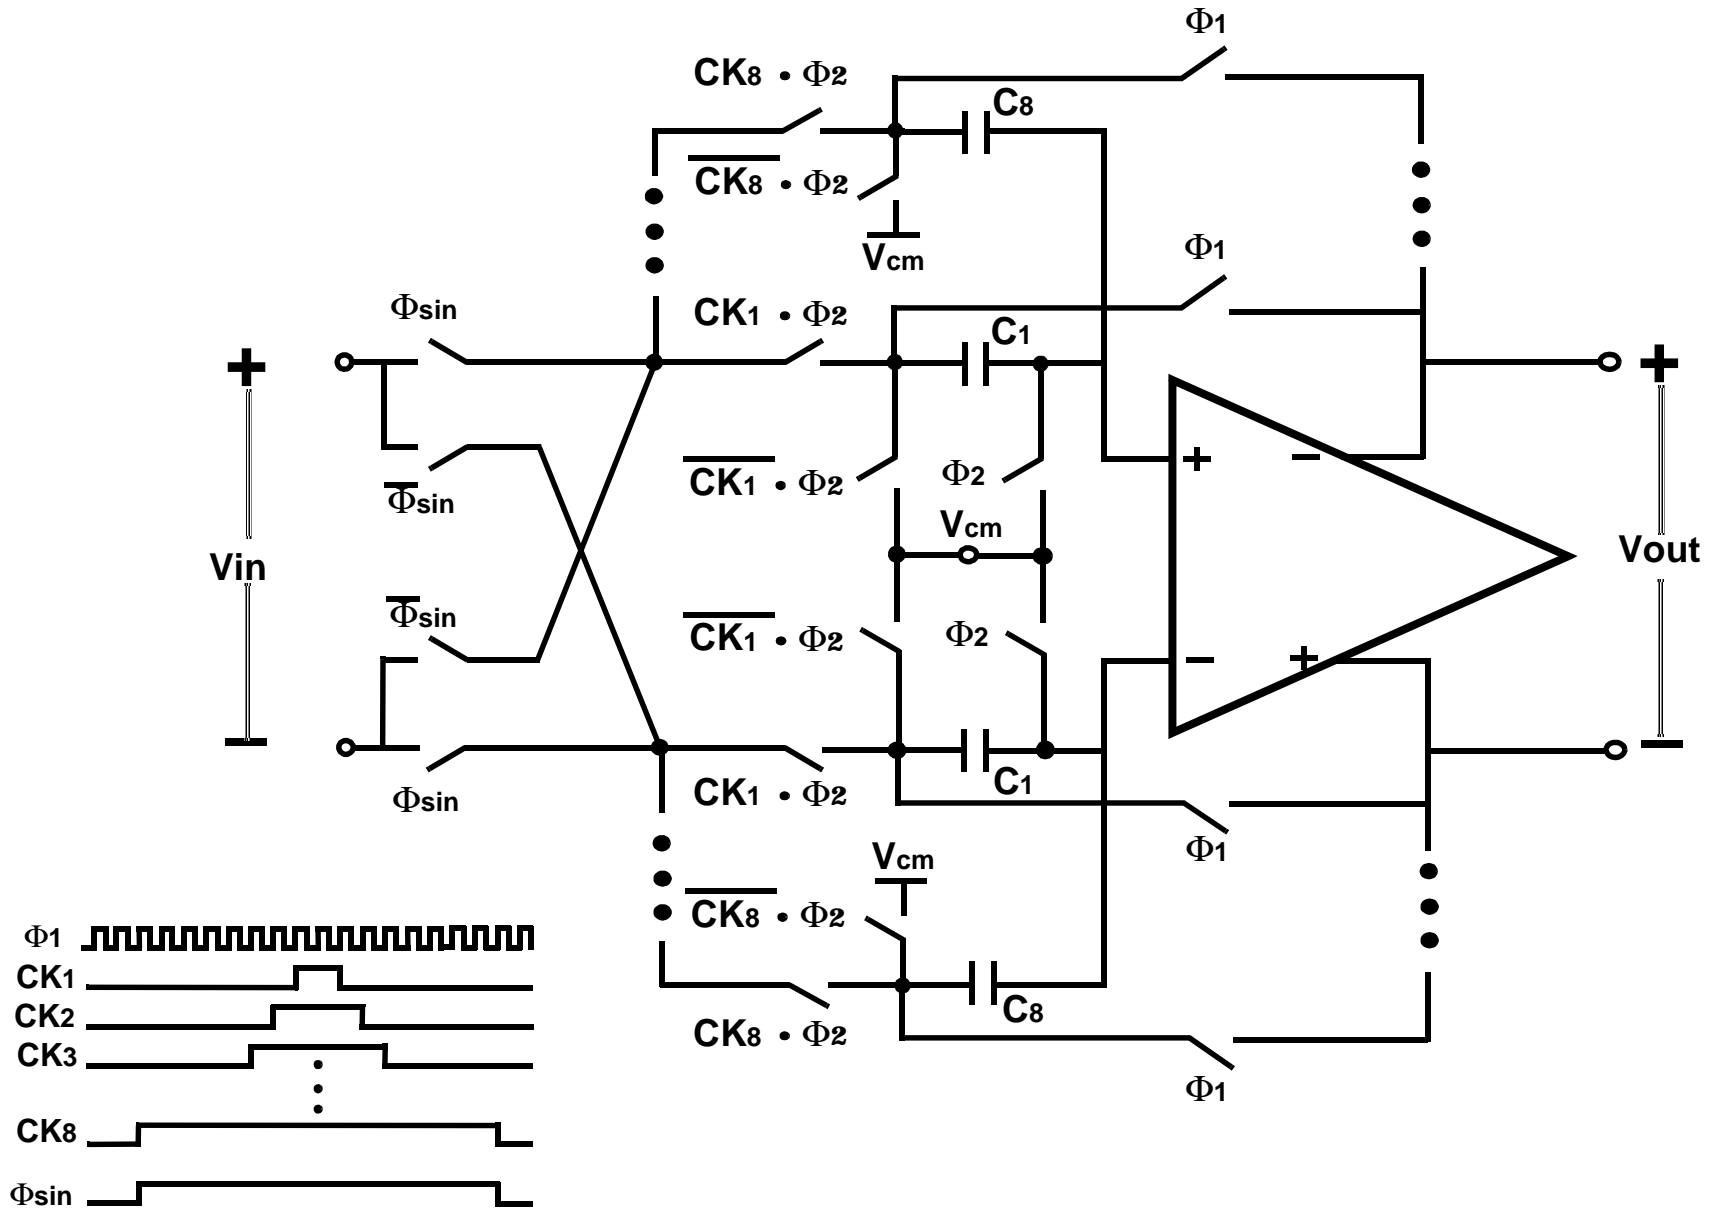 Φ1
CK8 • Φ2
C8
CK8 • Φ2
Vcm
Φ1
Φsin
CK1 • Φ2
C1
+
+
Φsin
CK1 • Φ2
Φ2
+ −
Vcm
Vin
Vout
Φsin
CK1 • Φ2
Φ2
− +
−
−
Φsin
CK1 • Φ2
C1
Φ1
Vcm
CK8 • Φ2
C8
CK8 • Φ2
Φ1
Φ1
CK1
CK2
CK3
CK8
Φsin